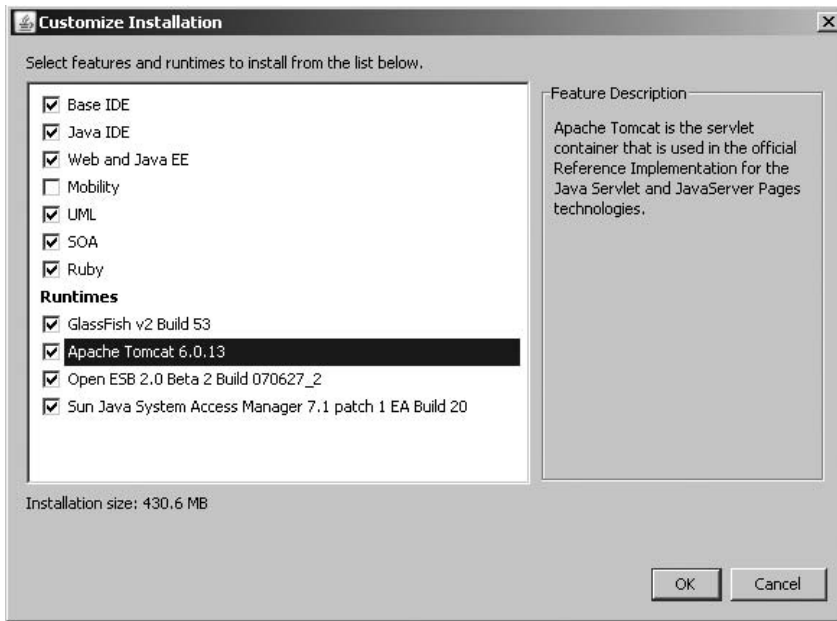 Customize Installation
Select features and runtimes to install from the list below.
Base IDE
Java IDE
Web and Java EE
Mobility
UML
SOA
Ruby
Runtimes
GlassFish v2 Build 53
Apache Tomcat 6.0.13
Open ESB 2.0 Beta 2 Build 070627_2
Sun Java System Access Manager 7.1 patch 1 EA Build 20
Feature Description
Apache Tomcat is the servlet
container that is used in the official
Reference Implementation for the
Java Servlet and JavaServer Pages
technologies.
Installation size: 430.6 MB
OK
Cancel